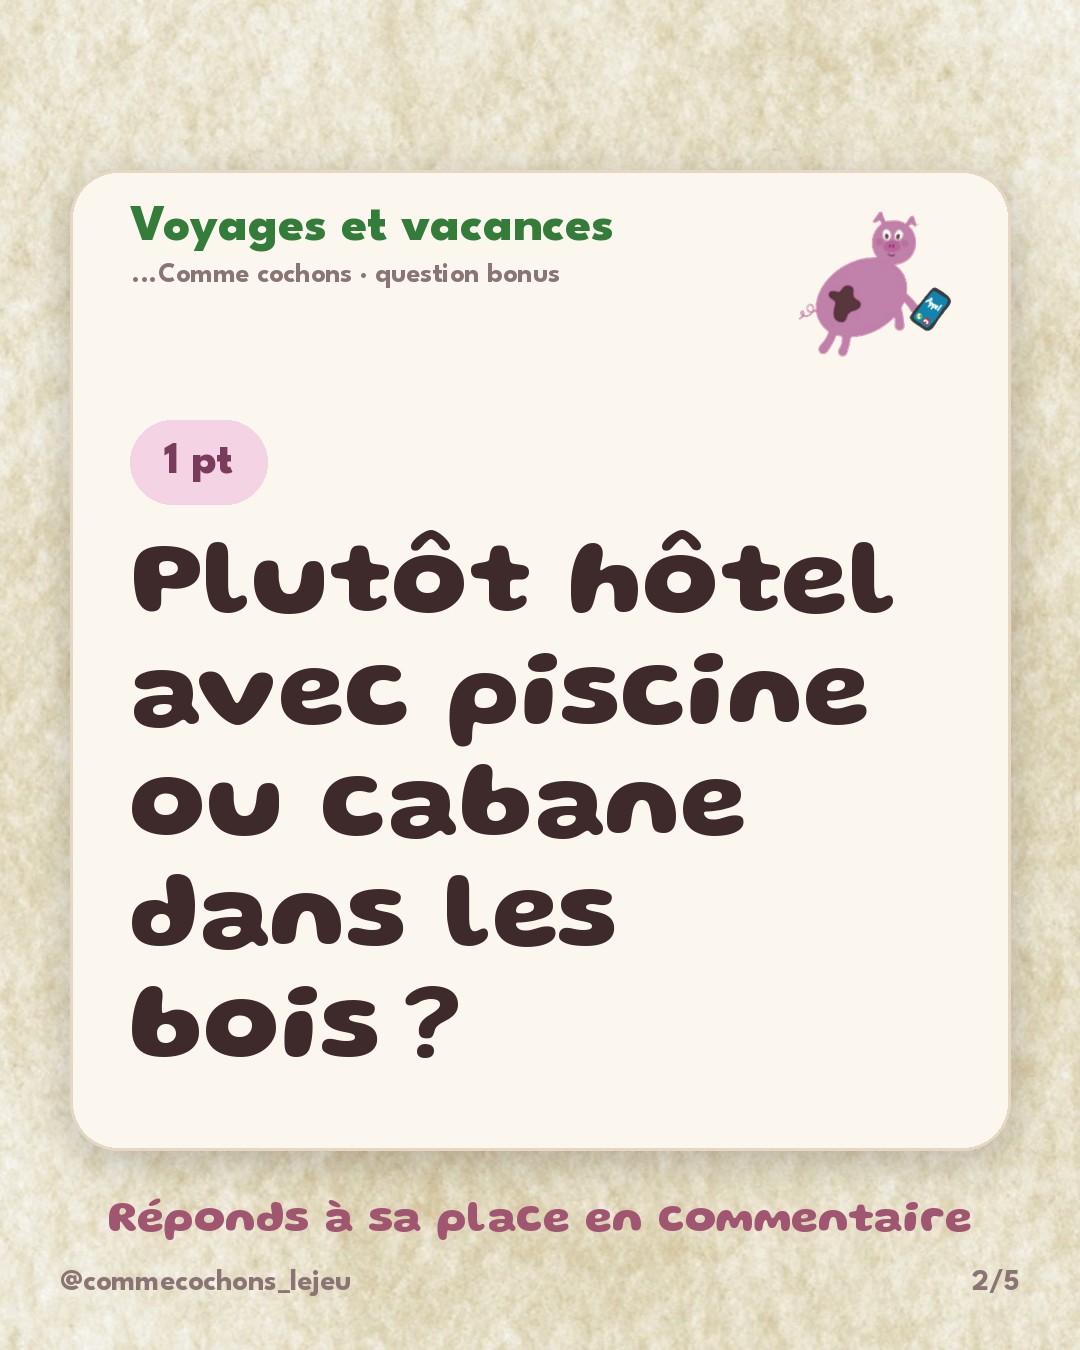 Voyages et vacances
...Comme cochons · question bonus
1 pt
Plutôt hôtel
avec piscine
ou cabane
dans les
bois ?
Réponds à sa place en commentaire
@commecochons_lejeu
2/5